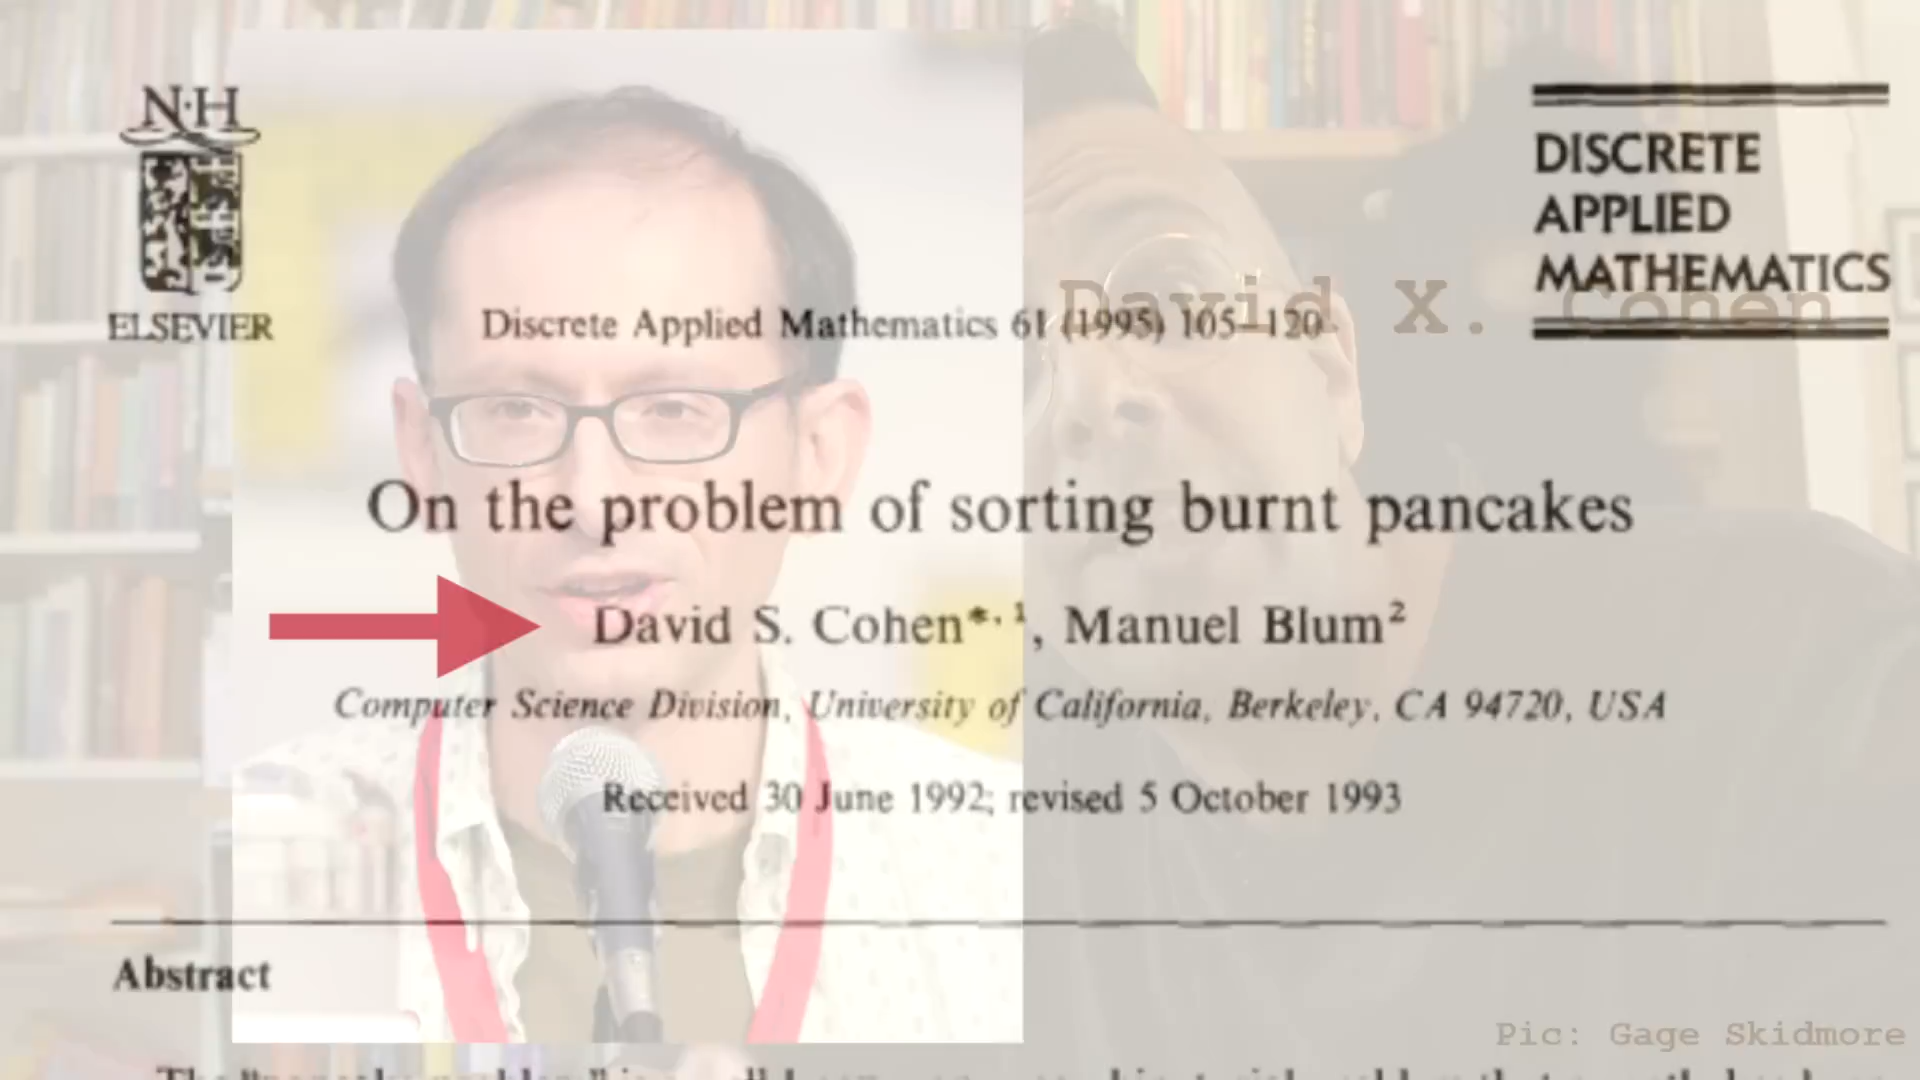 N·H
ELSEVIER
DISCRETE
APPLIED
MATHEMATICS
David X. Cohen
Discrete Applied Mathematics 61 (1995) 105–120
On the problem of sorting burnt pancakes
David S. Cohen*,1, Manuel Blum2
Computer Science Division, University of California, Berkeley, CA 94720, USA
Received 30 June 1992; revised 5 October 1993
Abstract
Pic: Gage Skidmore